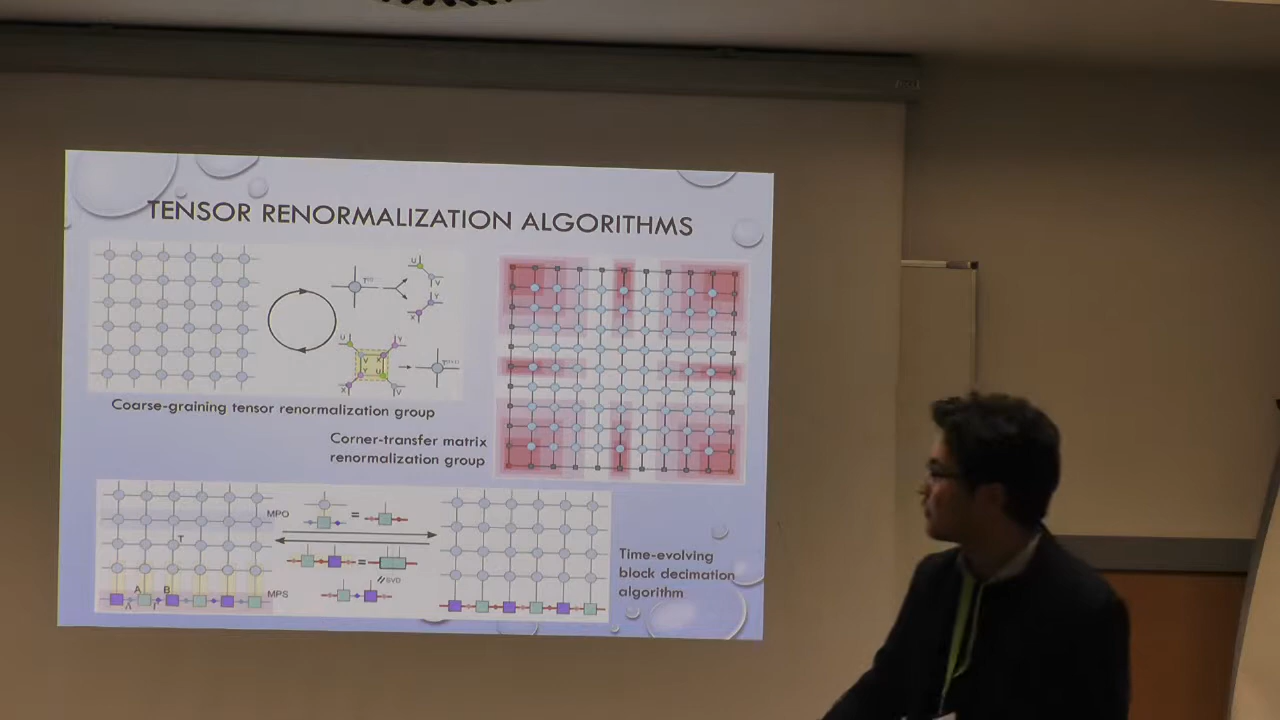 TENSOR RENORMALIZATION ALGORITHMS
U
V
Y
X
U
Y
V
X
Y
U
X
V
Coarse-graining tensor renormalization group
Corner-transfer matrix
renormalization group
MPO
=
T
=
SVD
A
B
MPS
Λ
Γ
Time-evolving
block decimation
algorithm